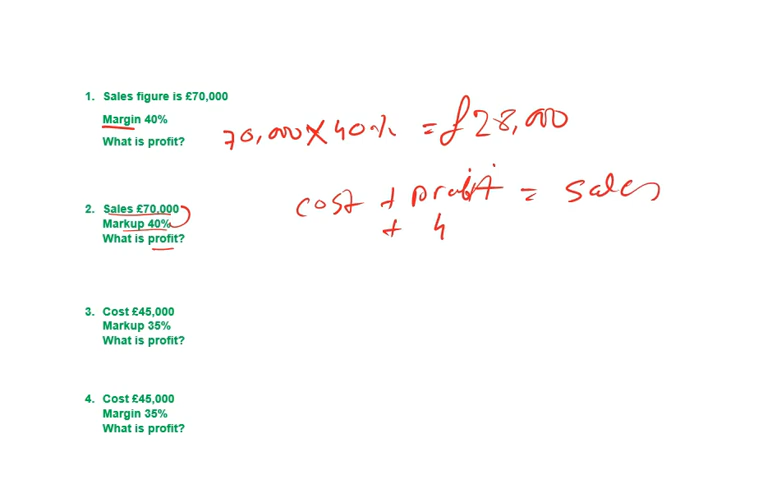 1. Sales figure is £70,000
Margin 40%
What is profit?
70,000 X 40% = £28,000
2. Sales £70,000
Markup 40%
What is profit?
cost + profit = sales
+ 4
3. Cost £45,000
Markup 35%
What is profit?
4. Cost £45,000
Margin 35%
What is profit?